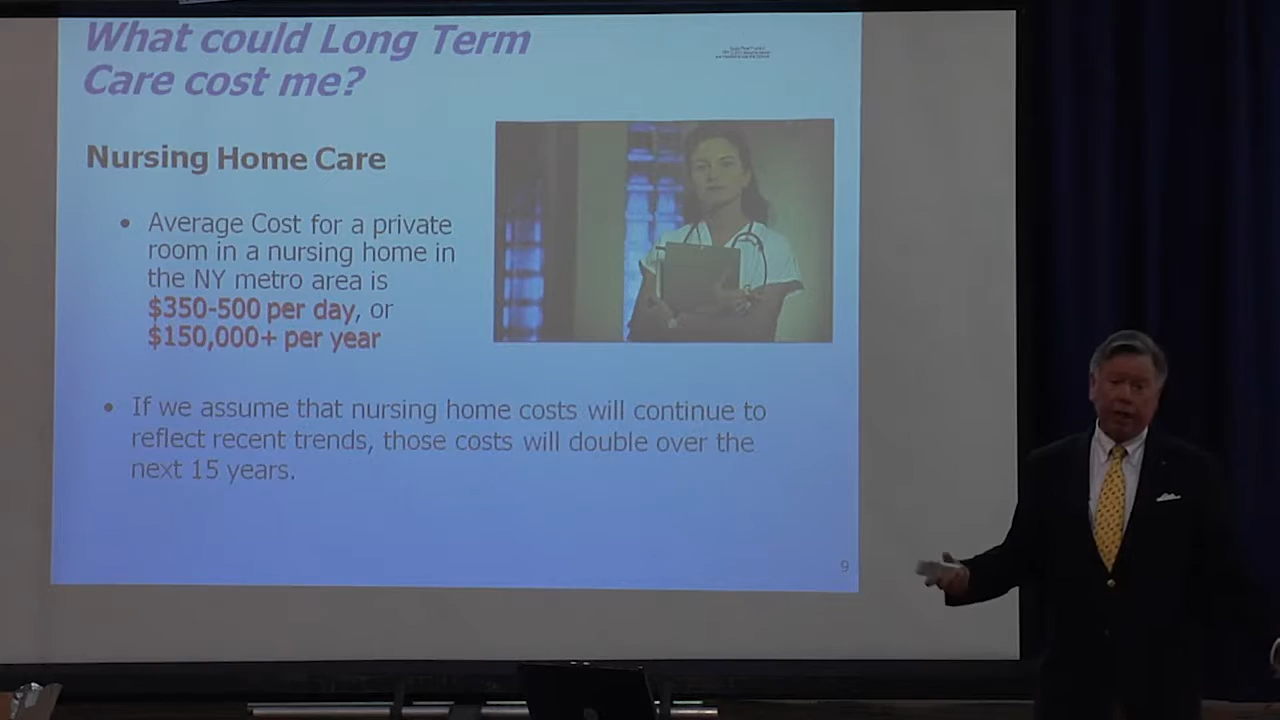 What could Long Term
Care cost me?
Nursing Home Care
• Average Cost for a private
room in a nursing home in
the NY metro area is
$350-500 per day, or
$150,000+ per year
• If we assume that nursing home costs will continue to
reflect recent trends, those costs will double over the
next 15 years.
9